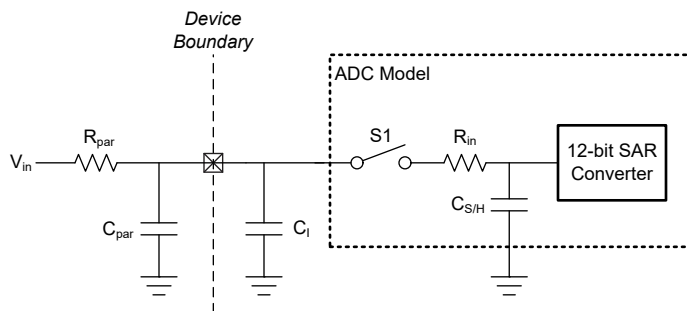 Device
Boundary
ADC Model
R_par
S1
R_in
V_in
12-bit SAR
Converter
C_par
C_I
C_S/H